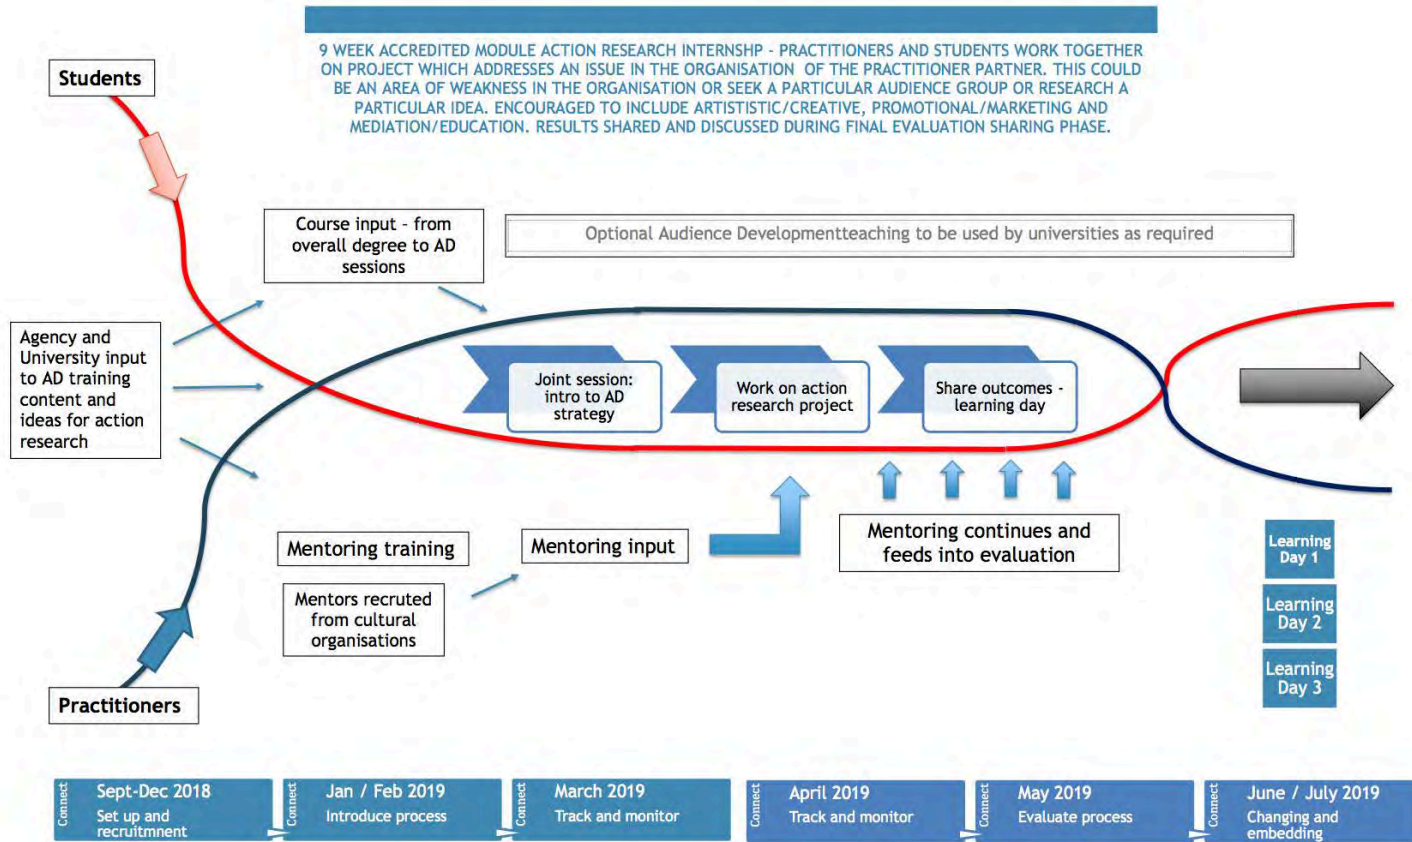 9 WEEK ACCREDITED MODULE ACTION RESEARCH INTERNSHP - PRACTITIONERS AND STUDENTS WORK TOGETHER
ON PROJECT WHICH ADDRESSES AN ISSUE IN THE ORGANISATION OF THE PRACTITIONER PARTNER. THIS COULD
BE AN AREA OF WEAKNESS IN THE ORGANISATION OR SEEK A PARTICULAR AUDIENCE GROUP OR RESEARCH A
PARTICULAR IDEA. ENCOURAGED TO INCLUDE ARTISTISTIC/CREATIVE, PROMOTIONAL/MARKETING AND
MEDIATION/EDUCATION. RESULTS SHARED AND DISCUSSED DURING FINAL EVALUATION SHARING PHASE.
Students
Course input - from
overall degree to AD
sessions
Optional Audience Developmentteaching to be used by universities as required
Agency and
University input
to AD training
content and
ideas for action
research
Joint session:
intro to AD
strategy
Work on action
research project
Share outcomes -
learning day
Mentoring training
Mentoring input
Mentoring continues and
feeds into evaluation
Mentors recruted
from cultural
organisations
Learning
Day 1
Learning
Day 2
Learning
Day 3
Practitioners
Connect
Sept-Dec 2018
Set up and
recruitmnent
Connect
Jan / Feb 2019
Introduce process
Connect
March 2019
Track and monitor
Connect
April 2019
Track and monitor
Connect
May 2019
Evaluate process
Connect
June / July 2019
Changing and
embedding